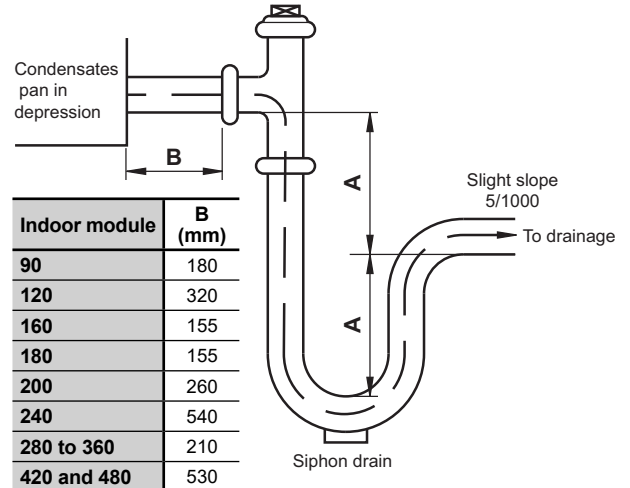 Condensates
pan in
depression
B
A
A
Slight slope
5/1000
To drainage
Siphon drain
Indoor module B (mm)
90 180
120 320
160 155
180 155
200 260
240 540
280 to 360 210
420 and 480 530